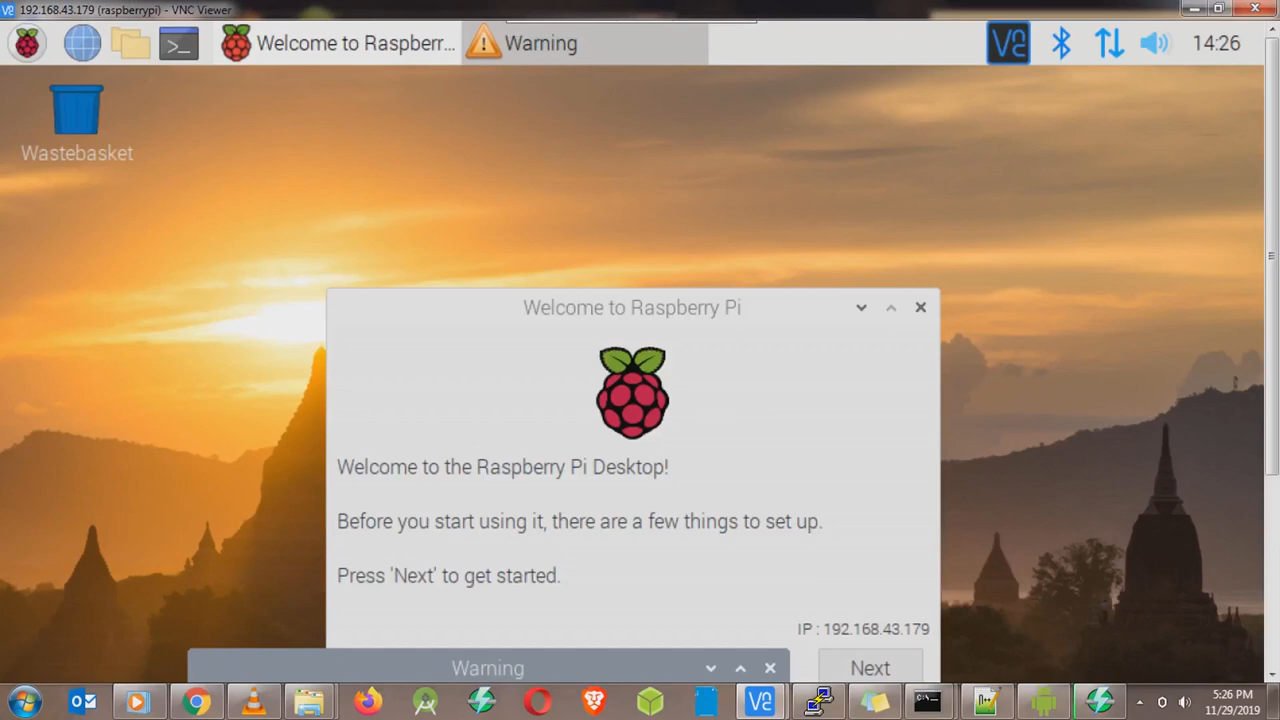 192.168.43.179 (raspberrypi) - VNC Viewer
Welcome to Raspberr...
Warning
14:26
Wastebasket
Welcome to Raspberry Pi
Welcome to the Raspberry Pi Desktop!
Before you start using it, there are a few things to set up.
Press 'Next' to get started.
IP : 192.168.43.179
Warning
Next
5:26 PM
11/29/2019